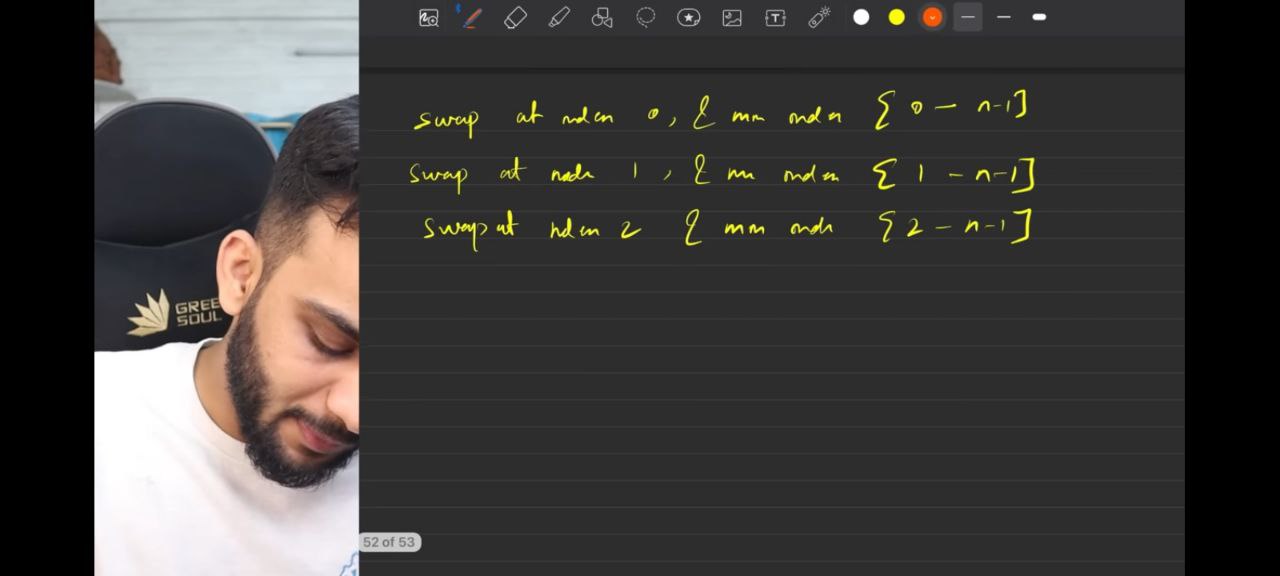 GREE
SOUL
swap at index 0, & min index [0 - n-1]
swap at index 1, & min index [1 - n-1]
swap at index 2 & min index [2 - n-1]
52 of 53